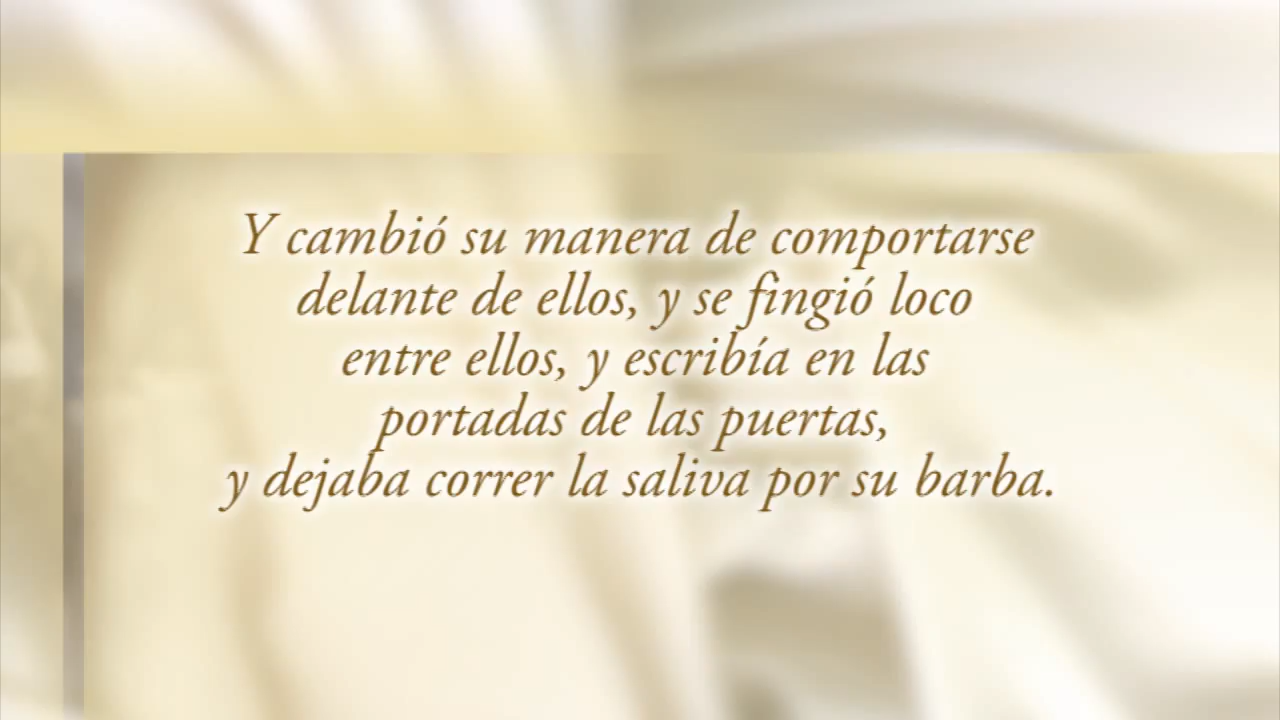 Y cambió su manera de comportarse
delante de ellos, y se fingió loco
entre ellos, y escribía en las
portadas de las puertas,
y dejaba correr la saliva por su barba.